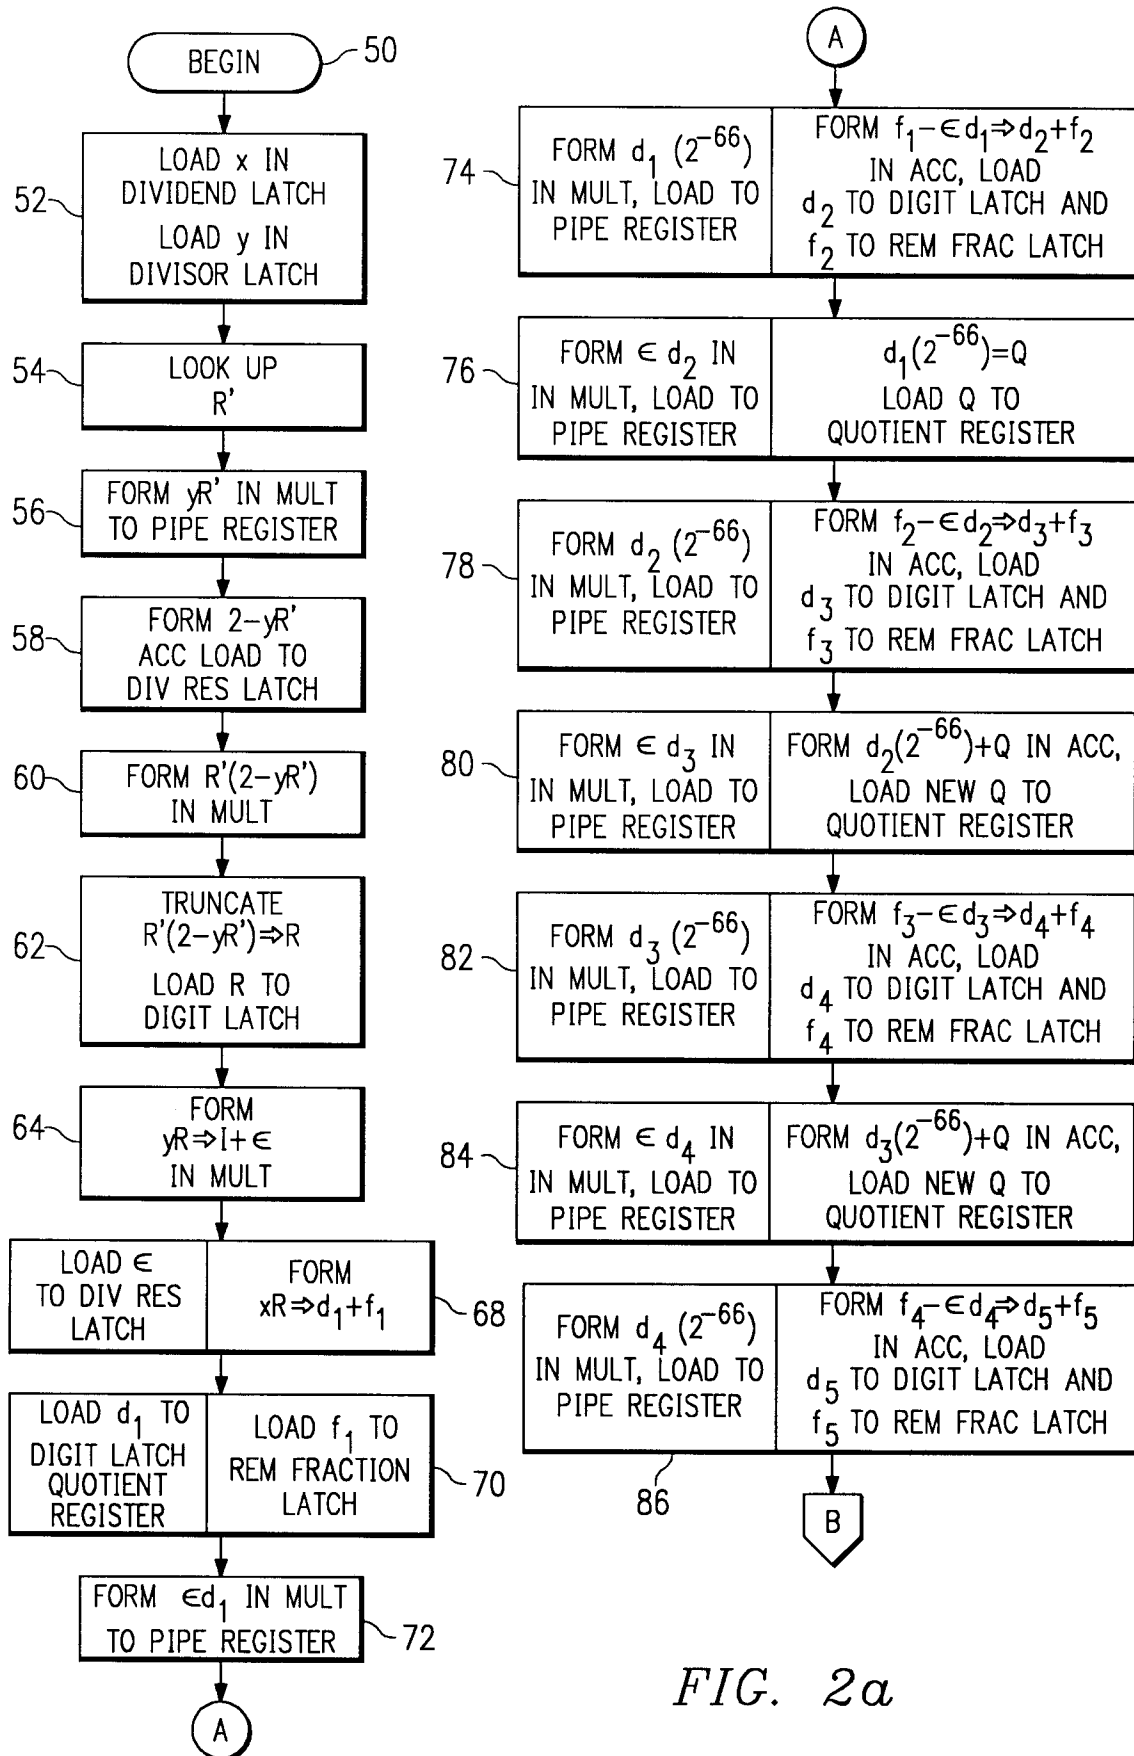 BEGIN
50
52
LOAD x IN
DIVIDEND LATCH
LOAD y IN
DIVISOR LATCH
54
LOOK UP
R'
56
FORM yR' IN MULT
TO PIPE REGISTER
58
FORM 2-yR'
ACC LOAD TO
DIV RES LATCH
60
FORM R'(2-yR')
IN MULT
62
TRUNCATE
R'(2-yR')⇒R
LOAD R TO
DIGIT LATCH
64
FORM
yR⇒I+∈
IN MULT
LOAD ∈
TO DIV RES
LATCH
FORM
xR⇒d₁+f₁
68
LOAD d₁ TO
DIGIT LATCH
QUOTIENT
REGISTER
LOAD f₁ TO
REM FRACTION
LATCH
70
FORM ∈d₁ IN MULT
TO PIPE REGISTER
72
A
A
74
FORM d₁ (2⁻⁶⁶)
IN MULT, LOAD TO
PIPE REGISTER
FORM f₁-∈d₁⇒d₂+f₂
IN ACC, LOAD
d₂ TO DIGIT LATCH AND
f₂ TO REM FRAC LATCH
76
FORM ∈ d₂ IN
IN MULT, LOAD TO
PIPE REGISTER
d₁(2⁻⁶⁶)=Q
LOAD Q TO
QUOTIENT REGISTER
78
FORM d₂ (2⁻⁶⁶)
IN MULT, LOAD TO
PIPE REGISTER
FORM f₂-∈d₂⇒d₃+f₃
IN ACC, LOAD
d₃ TO DIGIT LATCH AND
f₃ TO REM FRAC LATCH
80
FORM ∈ d₃ IN
IN MULT, LOAD TO
PIPE REGISTER
FORM d₂(2⁻⁶⁶)+Q IN ACC,
LOAD NEW Q TO
QUOTIENT REGISTER
82
FORM d₃ (2⁻⁶⁶)
IN MULT, LOAD TO
PIPE REGISTER
FORM f₃-∈d₃⇒d₄+f₄
IN ACC, LOAD
d₄ TO DIGIT LATCH AND
f₄ TO REM FRAC LATCH
84
FORM ∈ d₄ IN
IN MULT, LOAD TO
PIPE REGISTER
FORM d₃(2⁻⁶⁶)+Q IN ACC,
LOAD NEW Q TO
QUOTIENT REGISTER
FORM d₄ (2⁻⁶⁶)
IN MULT, LOAD TO
PIPE REGISTER
FORM f₄-∈d₄⇒d₅+f₅
IN ACC, LOAD
d₅ TO DIGIT LATCH AND
f₅ TO REM FRAC LATCH
86
B
FIG. 2a